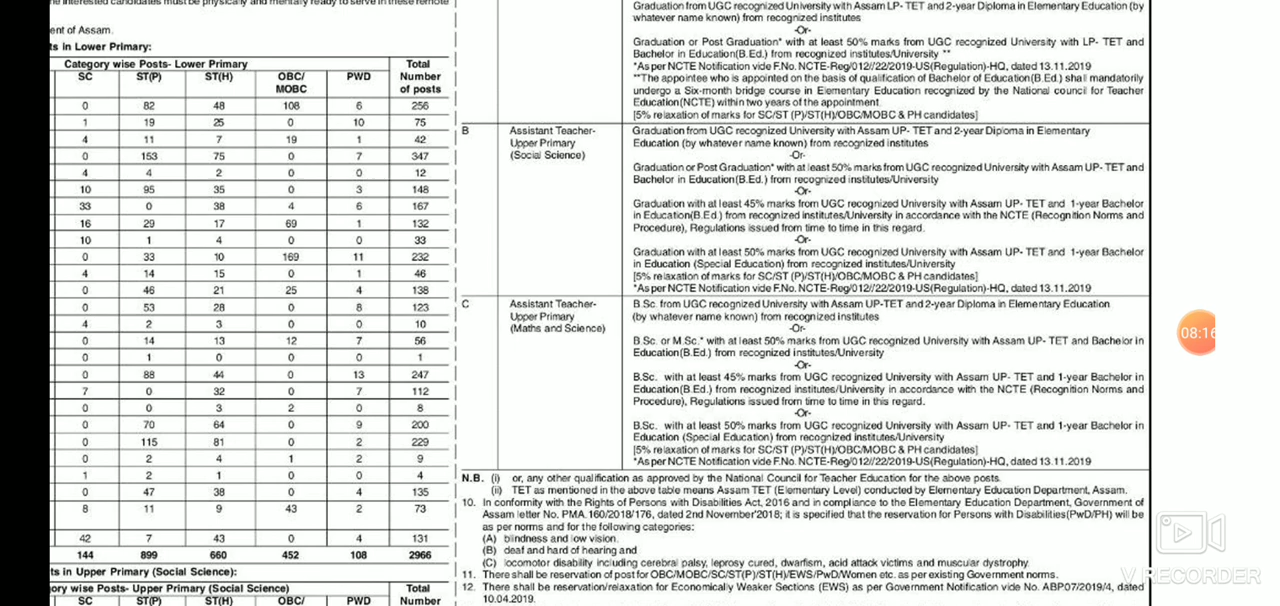 ent of Assam.
ts in Lower Primary:
Category wise Posts- Lower Primary Total
SC ST(P) ST(H) OBC/ PWD Number
MOBC of posts
0 82 48 108 6 256
1 19 25 0 10 75
4 11 7 19 1 42
0 153 75 0 7 347
4 4 2 0 0 12
10 95 35 0 3 148
33 0 38 4 6 167
16 29 17 69 1 132
10 1 4 0 0 33
0 33 10 169 11 232
4 14 15 0 1 46
0 46 21 25 4 138
0 53 28 0 8 123
4 2 3 0 0 10
0 14 13 12 7 56
0 1 0 0 0 1
0 88 44 0 13 247
7 0 32 0 7 112
0 0 3 2 0 8
0 70 64 0 9 200
0 115 81 0 2 229
0 2 4 1 2 9
1 2 1 0 0 4
0 47 38 0 4 135
8 11 9 43 2 73
42 7 43 0 4 131
144 899 660 452 108 2966
ts in Upper Primary (Social Science):
ory wise Posts- Upper Primary (Social Science) Total
SC ST(P) ST(H) OBC/ PWD Number
Graduation from UGC recognized University with Assam LP- TET and 2-year Diploma in Elementary Education (by
whatever name known) from recognized institutes
-Or-
Graduation or Post Graduation* with at least 50% marks from UGC recognized University with LP- TET and
Bachelor in Education(B.Ed.) from recognized institutes/University **
*As per NCTE Notification vide F.No. NCTE-Reg/012//22/2019-US(Regulation)-HQ, dated 13.11.2019
**The appointee who is appointed on the basis of qualification of Bachelor of Education(B.Ed.) shall mandatorily
undergo a Six-month bridge course in Elementary Education recognized by the National council for Teacher
Education(NCTE) within two years of the appointment.
[5% relaxation of marks for SC/ST (P)/ST(H)/OBC/MOBC & PH candidates]
B Assistant Teacher-
Upper Primary
(Social Science)
Graduation from UGC recognized University with Assam UP- TET and 2-year Diploma in Elementary
Education (by whatever name known) from recognized institutes
-Or-
Graduation or Post Graduation* with at least 50% marks from UGC recognized University with Assam UP- TET and
Bachelor in Education(B.Ed.) from recognized institutes/University
-Or-
Graduation with at least 45% marks from UGC recognized University with Assam UP- TET and 1-year Bachelor
in Education(B.Ed.) from recognized institutes/University in accordance with the NCTE (Recognition Norms and
Procedure), Regulations issued from time to time in this regard.
-Or-
Graduation with at least 50% marks from UGC recognized University with Assam UP- TET and 1-year Bachelor
in Education (Special Education) from recognized institutes/University
[5% relaxation of marks for SC/ST (P)/ST(H)/OBC/MOBC & PH candidates]
*As per NCTE Notification vide F.No. NCTE-Reg/012//22/2019-US(Regulation)-HQ, dated 13.11.2019
C Assistant Teacher-
Upper Primary
(Maths and Science)
B.Sc. from UGC recognized University with Assam UP-TET and 2-year Diploma in Elementary Education
(by whatever name known) from recognized institutes
-Or-
B.Sc. or M.Sc.* with at least 50% marks from UGC recognized University with Assam UP- TET and Bachelor in
Education(B.Ed.) from recognized institutes/University
-Or-
B.Sc. with at least 45% marks from UGC recognized University with Assam UP- TET and 1-year Bachelor in
Education(B.Ed.) from recognized institutes/University in accordance with the NCTE (Recognition Norms and
Procedure), Regulations issued from time to time in this regard.
-Or-
B.Sc. with at least 50% marks from UGC recognized University with Assam UP- TET and 1-year Bachelor in
Education (Special Education) from recognized institutes/University
[5% relaxation of marks for SC/ST (P)/ST(H)/OBC/MOBC & PH candidates]
*As per NCTE Notification vide F.No. NCTE-Reg/012//22/2019-US(Regulation)-HQ, dated 13.11.2019
N.B. (i) or, any other qualification as approved by the National Council for Teacher Education for the above posts.
(ii) TET as mentioned in the above table means Assam TET (Elementary Level) conducted by Elementary Education Department, Assam.
10. In conformity with the Rights of Persons with Disabilities Act, 2016 and in compliance to the Elementary Education Department, Government of
Assam letter No. PMA.160/2018/176, dated 2nd November'2018; it is specified that the reservation for Persons with Disabilities(PwD/PH) will be
as per norms and for the following categories:
(A) blindness and low vision.
(B) deaf and hard of hearing and
(C) locomotor disability including cerebral palsy, leprosy cured, dwarfism, acid attack victims and muscular dystrophy.
11. There shall be reservation of post for OBC/MOBC/SC/ST(P)/ST(H)/EWS/PwD/Women etc. as per existing Government norms.
12. There shall be reservation/relaxation for Economically Weaker Sections (EWS) as per Government Notification vide No. ABP07/2019/4, dated
10.04.2019.
08:16
V RECORDER